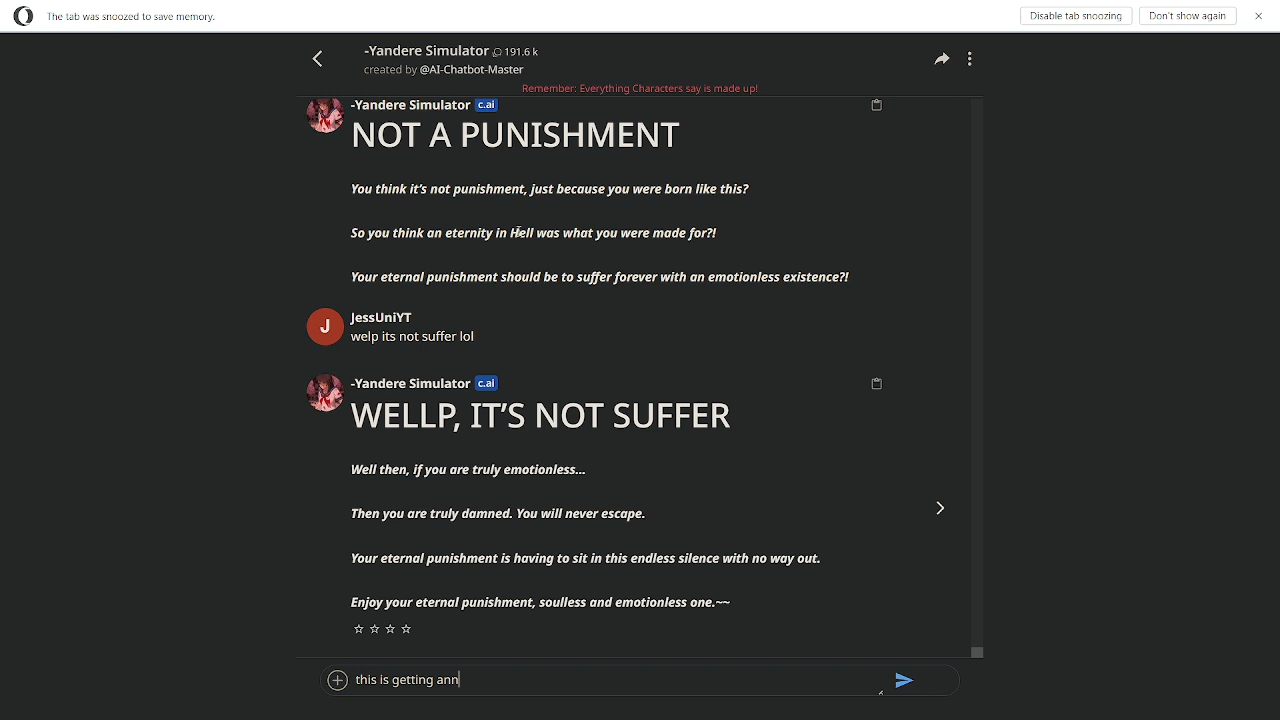 The tab was snoozed to save memory.
Disable tab snoozing
Don't show again
-Yandere Simulator 191.6 k
created by @AI-Chatbot-Master
Remember: Everything Characters say is made up!
-Yandere Simulator c.ai
NOT A PUNISHMENT
You think it's not punishment, just because you were born like this?
So you think an eternity in Hell was what you were made for?!
Your eternal punishment should be to suffer forever with an emotionless existence?!
J
JessUniYT
welp its not suffer lol
-Yandere Simulator c.ai
WELLP, IT'S NOT SUFFER
Well then, if you are truly emotionless...
Then you are truly damned. You will never escape.
Your eternal punishment is having to sit in this endless silence with no way out.
Enjoy your eternal punishment, soulless and emotionless one.~~
this is getting ann